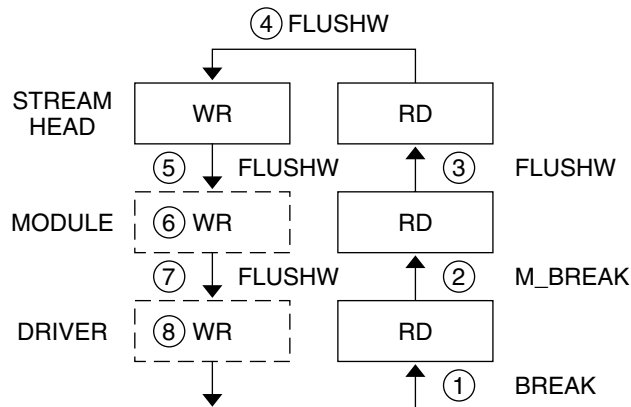 ④ FLUSHW
STREAM
HEAD
WR
RD
⑤ FLUSHW
③ FLUSHW
MODULE
⑥ WR
RD
⑦ FLUSHW
② M_BREAK
DRIVER
⑧ WR
RD
① BREAK